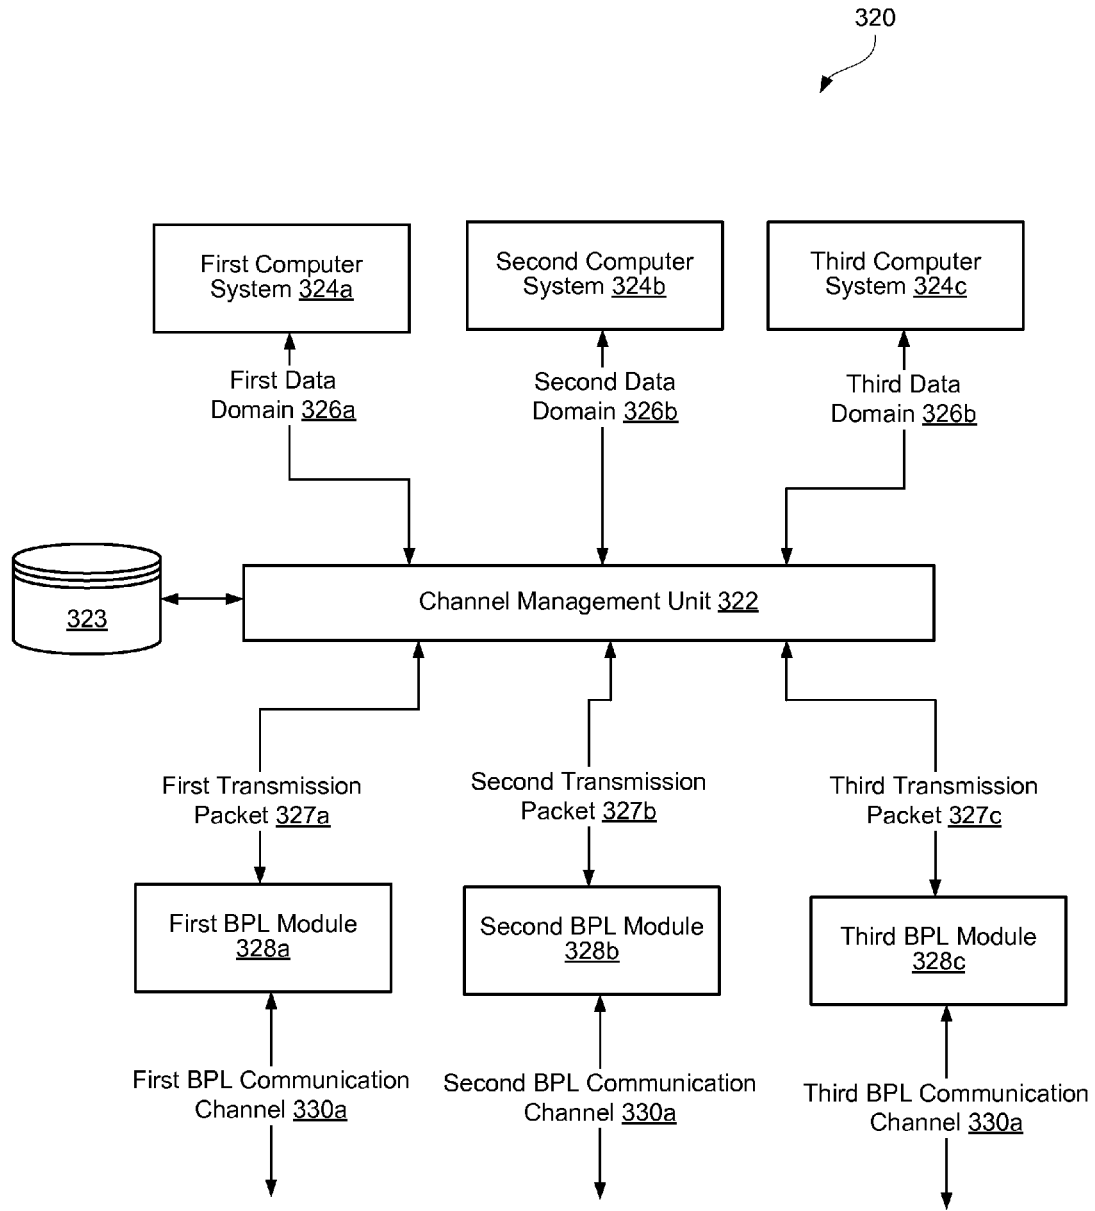 320
First Computer
System 324a
Second Computer
System 324b
Third Computer
System 324c
First Data
Domain 326a
Second Data
Domain 326b
Third Data
Domain 326b
323
Channel Management Unit 322
First Transmission
Packet 327a
Second Transmission
Packet 327b
Third Transmission
Packet 327c
First BPL Module
328a
Second BPL Module
328b
Third BPL Module
328c
First BPL Communication
Channel 330a
Second BPL Communication
Channel 330a
Third BPL Communication
Channel 330a